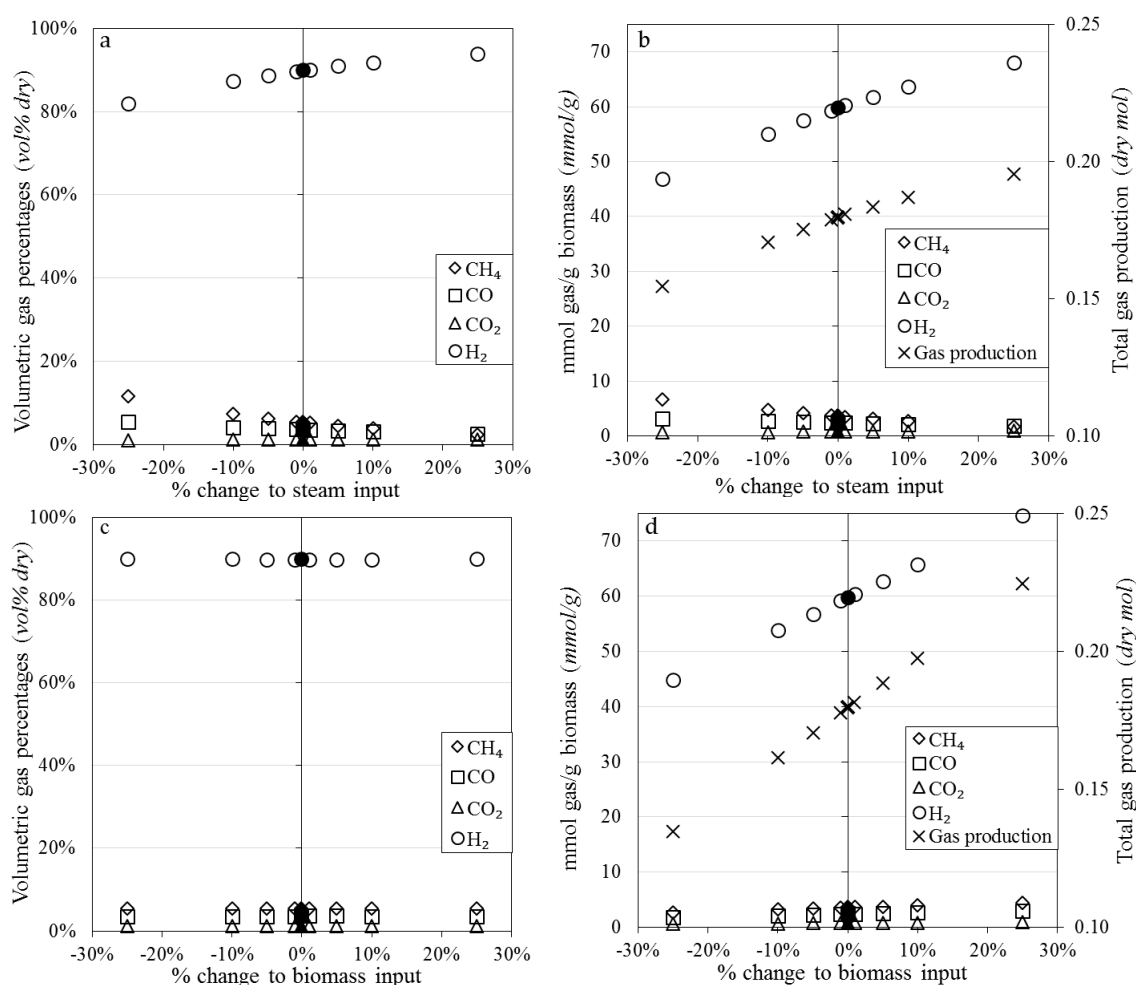 a
Volumetric gas percentages (vol% dry)
100%
80%
60%
40%
20%
0%
-30%
-20%
-10%
0%
10%
20%
30%
% change to steam input
CH₄
CO
CO₂
H₂
b
mmol gas/g biomass (mmol/g)
70
60
50
40
30
20
10
0
-30%
-20%
-10%
0%
10%
20%
30%
% change to steam input
0.25
0.20
0.15
0.10
Total gas production (dry mol)
CH₄
CO
CO₂
H₂
Gas production
c
Volumetric gas percentages (vol% dry)
100%
80%
60%
40%
20%
0%
-30%
-20%
-10%
0%
10%
20%
30%
% change to biomass input
CH₄
CO
CO₂
H₂
d
mmol gas/g biomass (mmol/g)
70
60
50
40
30
20
10
0
-30%
-20%
-10%
0%
10%
20%
30%
% change to biomass input
0.25
0.20
0.15
0.10
Total gas production (dry mol)
CH₄
CO
CO₂
H₂
Gas production